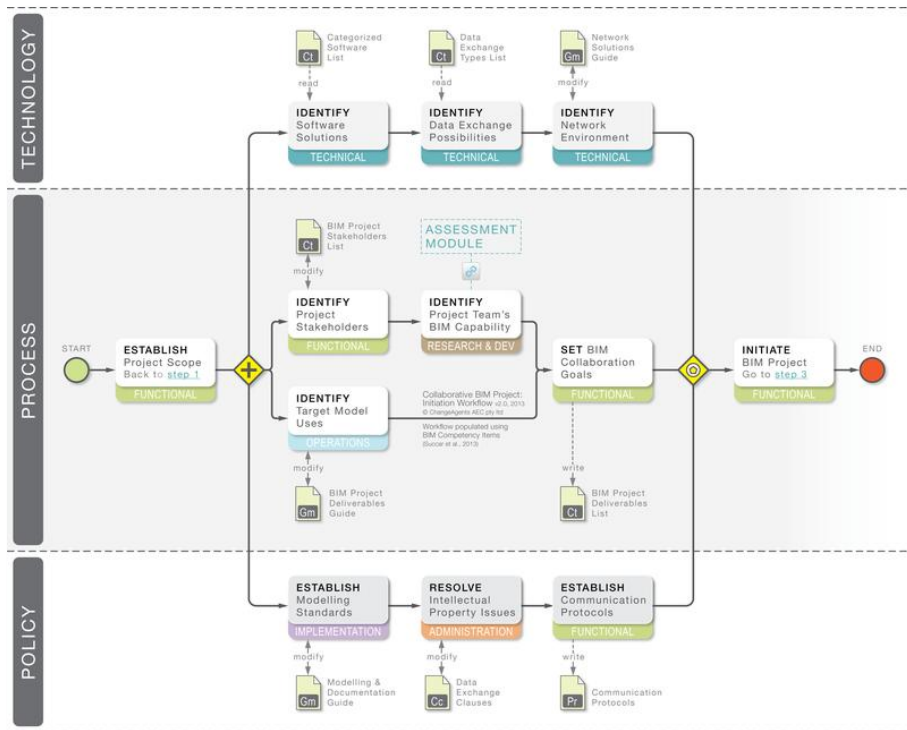 TECHNOLOGY
Categorized
Software
List
Ct
read
IDENTIFY
Software
Solutions
TECHNICAL
Data
Exchange
Types List
Ct
read
IDENTIFY
Data Exchange
Possibilities
TECHNICAL
Network
Solutions
Guide
Gm
modify
IDENTIFY
Network
Environment
TECHNICAL
PROCESS
START
ESTABLISH
Project Scope
Back to step 1
FUNCTIONAL
BIM Project
Stakeholders
List
Ct
modify
IDENTIFY
Project
Stakeholders
FUNCTIONAL
ASSESSMENT
MODULE
IDENTIFY
Project Team's
BIM Capability
RESEARCH & DEV
IDENTIFY
Target Model
Uses
OPERATIONS
modify
Gm
BIM Project
Deliverables
Guide
Collaborative BIM Project:
Initiation Workflow v2.0, 2013
© ChangeAgents AEC pty ltd
Workflow populated using
BIM Competency Items
(Succar et al., 2013)
SET BIM
Collaboration
Goals
FUNCTIONAL
write
Ct
BIM Project
Deliverables
List
INITIATE
BIM Project
Go to step 3
FUNCTIONAL
END
POLICY
ESTABLISH
Modelling
Standards
IMPLEMENTATION
modify
Gm
Modelling &
Documentation
Guide
RESOLVE
Intellectual
Property Issues
ADMINISTRATION
modify
Cc
Data
Exchange
Clauses
ESTABLISH
Communication
Protocols
FUNCTIONAL
write
Pr
Communication
Protocols